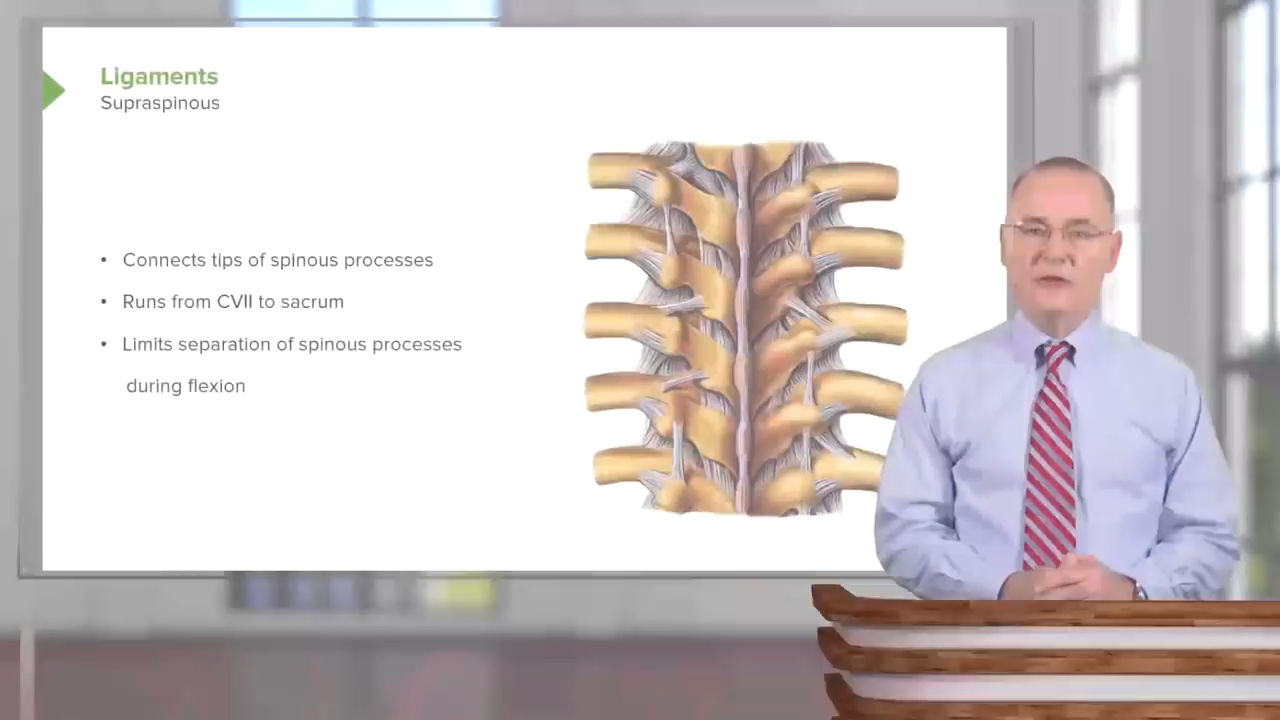 Ligaments
Supraspinous
• Connects tips of spinous processes
• Runs from CVII to sacrum
• Limits separation of spinous processes
during flexion